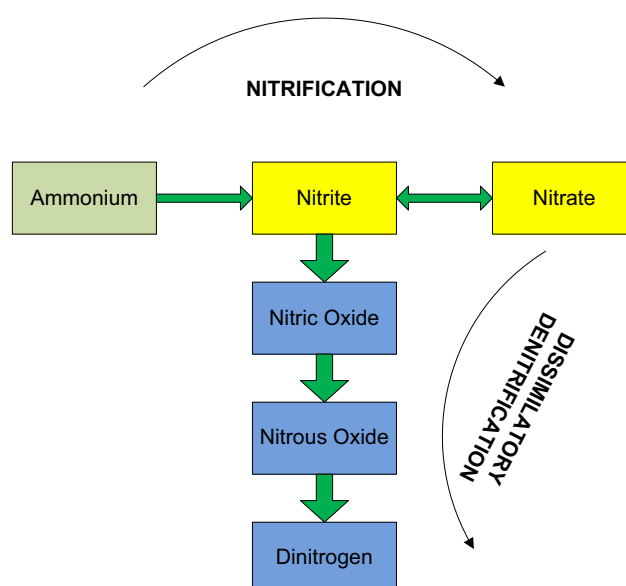 NITRIFICATION
Ammonium
Nitrite
Nitrate
Nitric Oxide
DISSIMILATORY
DENITRIFICATION
Nitrous Oxide
Dinitrogen